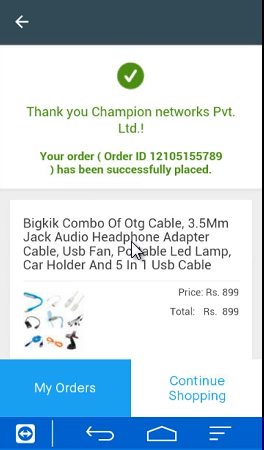 Thank you Champion networks Pvt.
Ltd.!
Your order ( Order ID 12105155789
) has been successfully placed.
Bigkik Combo Of Otg Cable, 3.5Mm
Jack Audio Headphone Adapter
Cable, Usb Fan, Portable Led Lamp,
Car Holder And 5 In 1 Usb Cable
Price: Rs. 899
Total: Rs. 899
My Orders
Continue
Shopping